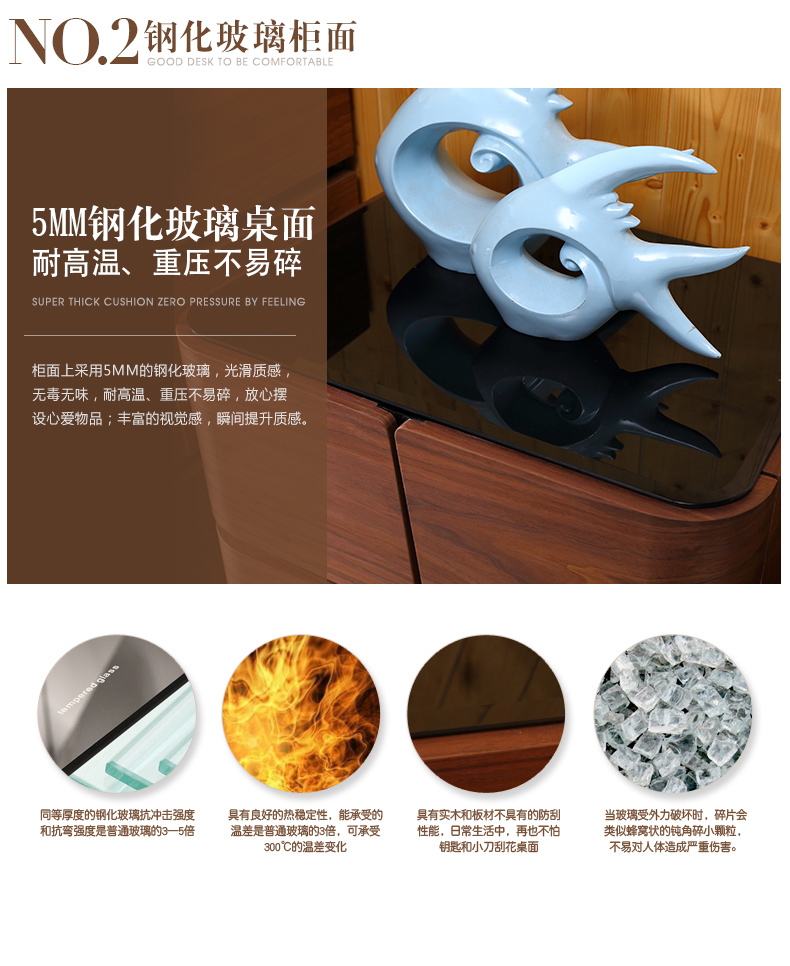 NO.2钢化玻璃柜面
GOOD DESK TO BE COMFORTABLE
5MM钢化玻璃桌面
耐高温、重压不易碎
SUPER THICK CUSHION ZERO PRESSURE BY FEELING
柜面上采用5MM的钢化玻璃，光滑质感，
无毒无味，耐高温、重压不易碎，放心摆
设心爱物品；丰富的视觉感，瞬间提升质感。
tempered glass
同等厚度的钢化玻璃抗冲击强度
和抗弯强度是普通玻璃的3—5倍
具有良好的热稳定性，能承受的
温差是普通玻璃的3倍，可承受
300℃的温差变化
具有实木和板材不具有的防刮
性能，日常生活中，再也不怕
钥匙和小刀刮花桌面
当玻璃受外力破坏时，碎片会
类似蜂窝状的钝角碎小颗粒，
不易对人体造成严重伤害。